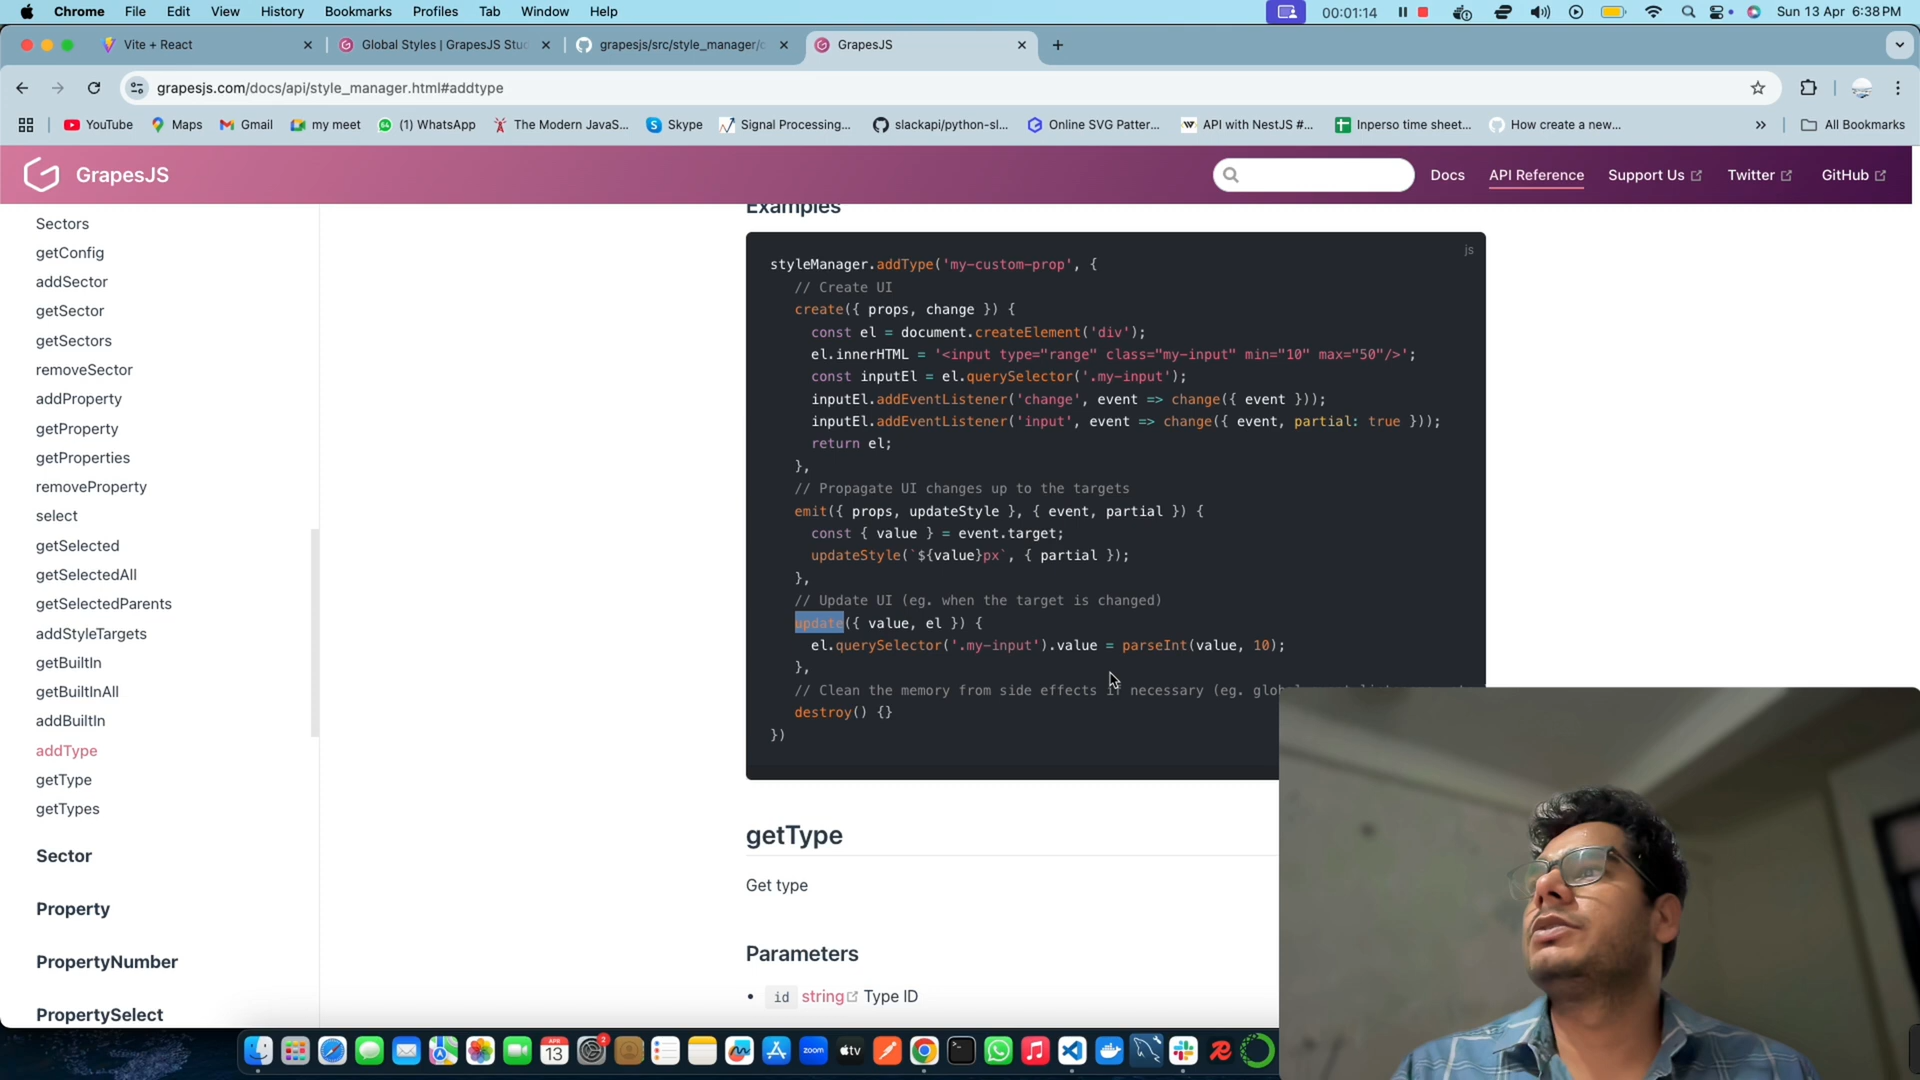 Chrome File Edit View History Bookmarks Profiles Tab Window Help 00:01:14 Sun 13 Apr 6:38 PM
Vite + React Global Styles | GrapesJS Stu grapesjs/src/style_manager/ GrapesJS
grapesjs.com/docs/api/style_manager.html#addtype
YouTube Maps Gmail my meet (1) WhatsApp The Modern JavaS... Skype Signal Processing... slackapi/python-sl... Online SVG Patter... API with NestJS #... Inperso time sheet... How create a new... » All Bookmarks
GrapesJS Docs API Reference Support Us Twitter GitHub
Sectors
getConfig
addSector
getSector
getSectors
removeSector
addProperty
getProperty
getProperties
removeProperty
select
getSelected
getSelectedAll
getSelectedParents
addStyleTargets
getBuiltIn
getBuiltInAll
addBuiltIn
addType
getType
getTypes
Sector
Property
PropertyNumber
PropertySelect
Examples
js
styleManager.addType('my-custom-prop', {
// Create UI
create({ props, change }) {
const el = document.createElement('div');
el.innerHTML = '<input type="range" class="my-input" min="10" max="50"/>';
const inputEl = el.querySelector('.my-input');
inputEl.addEventListener('change', event => change({ event }));
inputEl.addEventListener('input', event => change({ event, partial: true }));
return el;
},
// Propagate UI changes up to the targets
emit({ props, updateStyle }, { event, partial }) {
const { value } = event.target;
updateStyle(`${value}px`, { partial });
},
// Update UI (eg. when the target is changed)
update({ value, el }) {
el.querySelector('.my-input').value = parseInt(value, 10);
},
// Clean the memory from side effects if necessary (eg.
destroy() {}
})
getType
Get type
Parameters
• id string Type ID
APR
13
2
zoom
tv